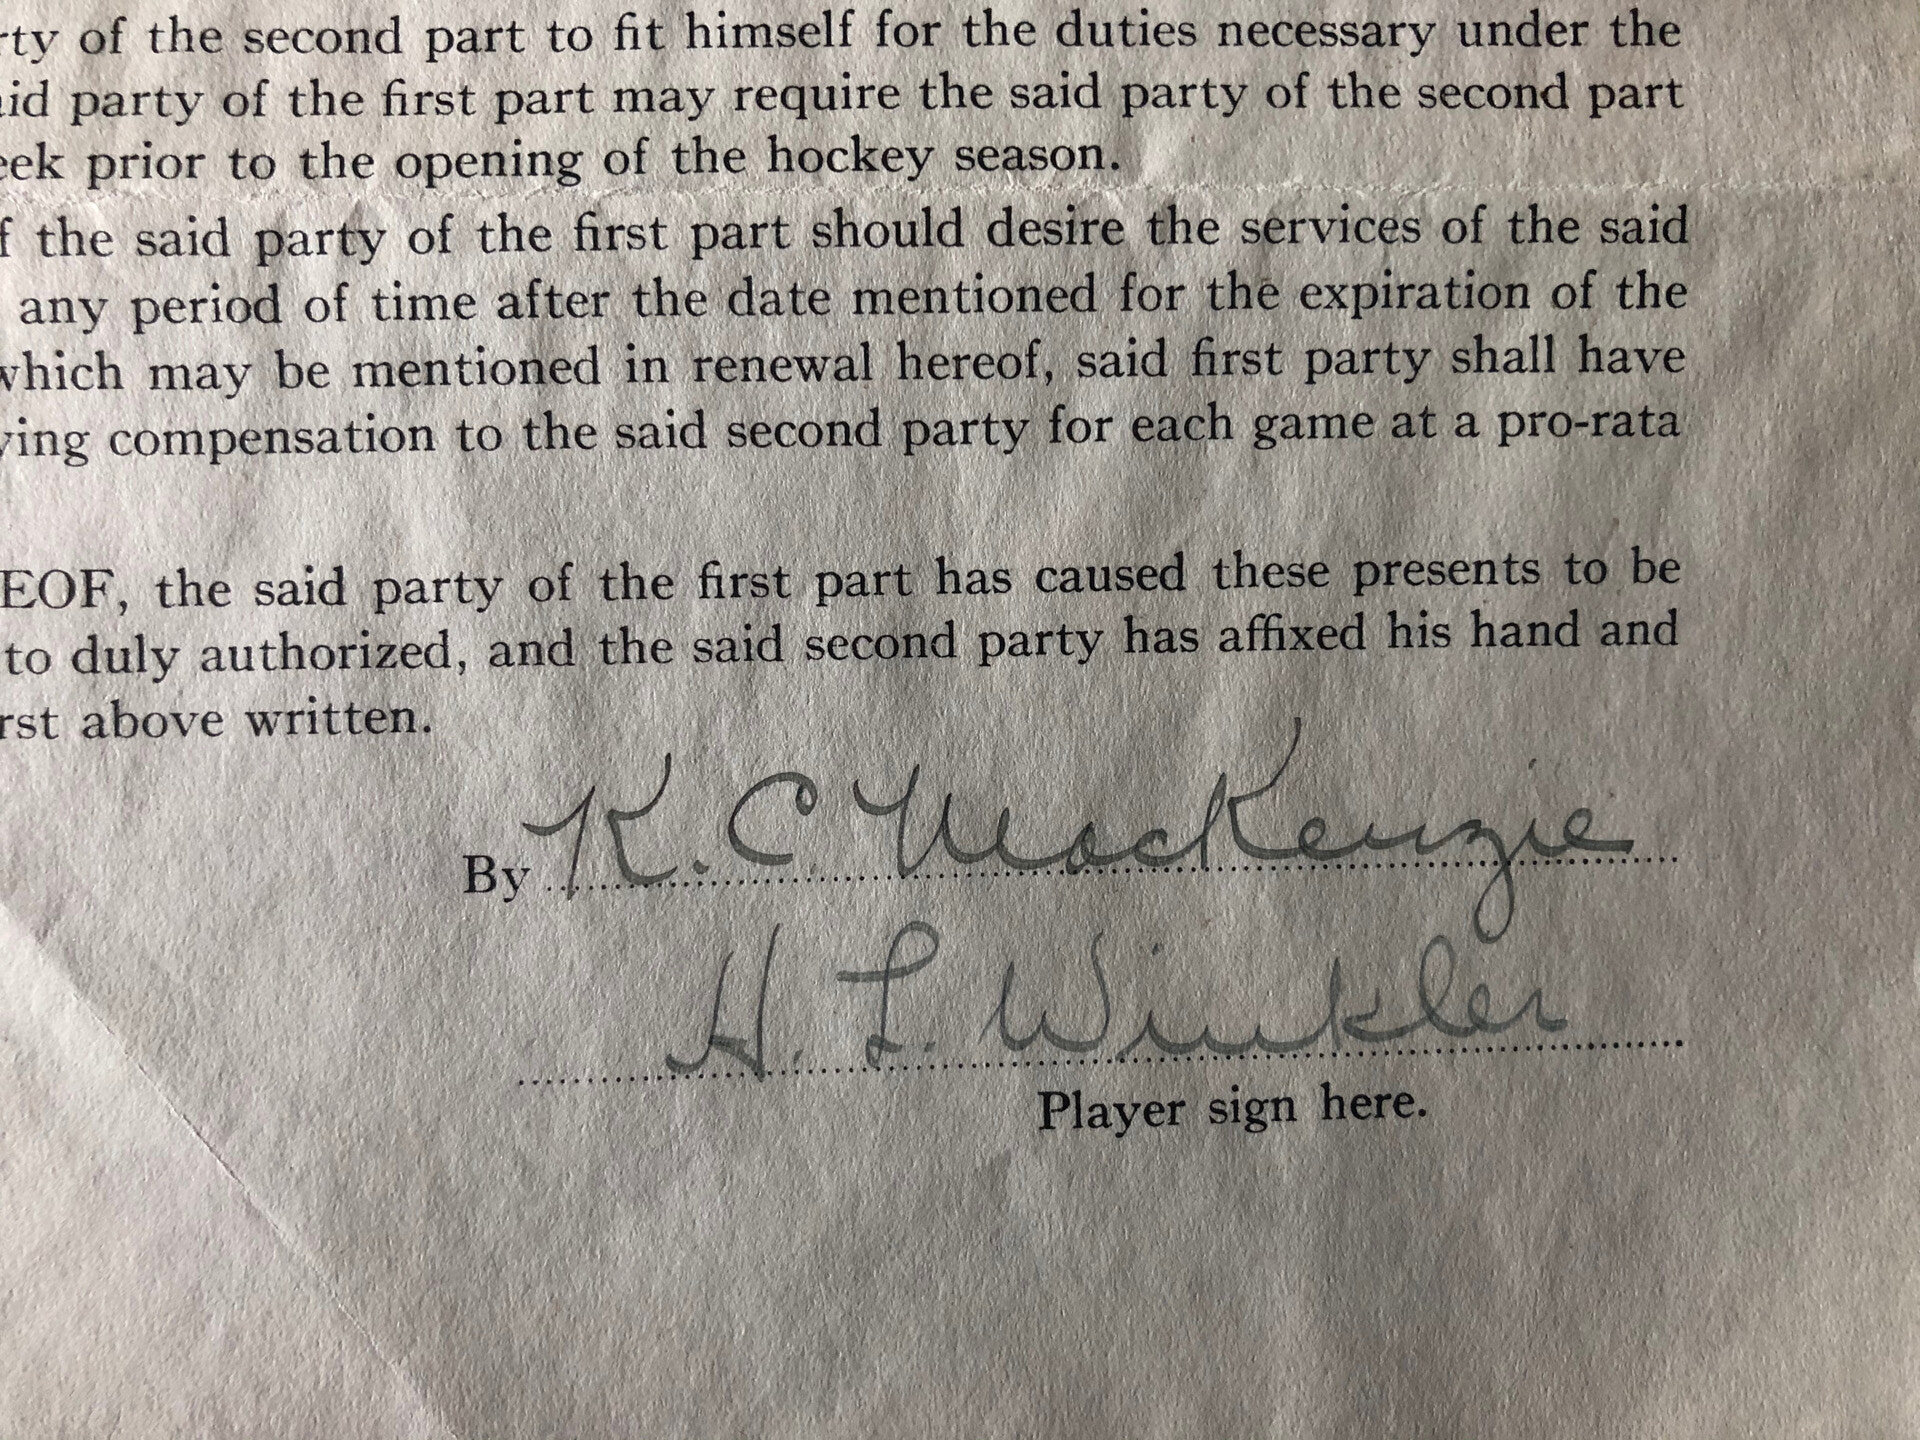 rty of the second part to fit himself for the duties necessary under the
id party of the first part may require the said party of the second part
eek prior to the opening of the hockey season.
f the said party of the first part should desire the services of the said
any period of time after the date mentioned for the expiration of the
which may be mentioned in renewal hereof, said first party shall have
ying compensation to the said second party for each game at a pro-rata
EOF, the said party of the first part has caused these presents to be
to duly authorized, and the said second party has affixed his hand and
rst above written.
By K. C. MacKenzie
H. L. Winkler
Player sign here.